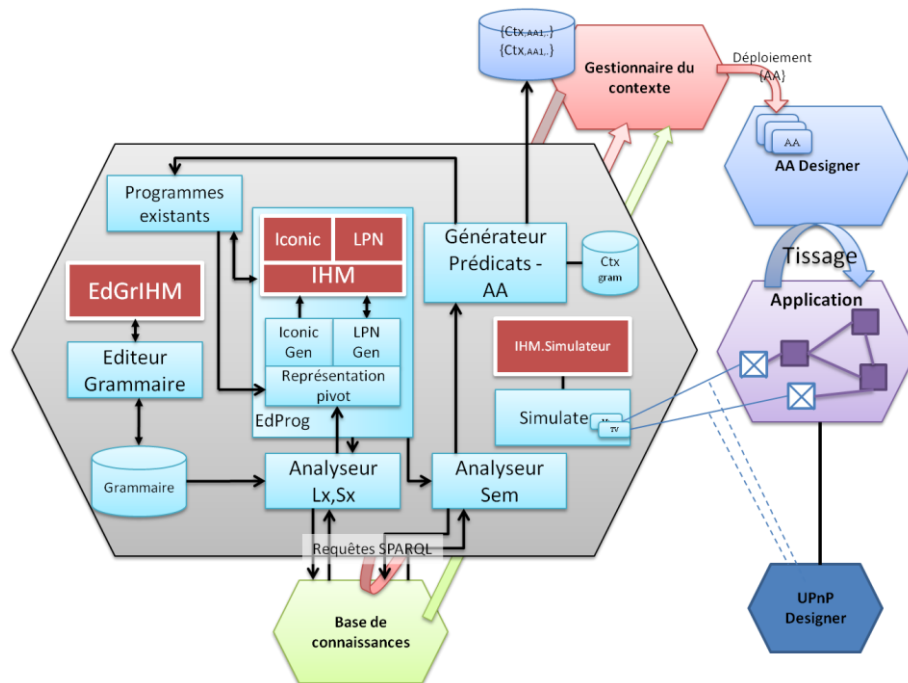 {Ctx,AA1,.}
{Ctx,AA1,.}
Gestionnaire du
contexte
Déploiement
{AA}
AA
AA Designer
Tissage
Application
Programmes
existants
Iconic
LPN
IHM
Générateur
Prédicats -
AA
Ctx
gram
EdGrIHM
Iconic
Gen
LPN
Gen
IHM.Simulateur
Editeur
Grammaire
Représentation
pivot
EdProg
Simulate
TV
Grammaire
Analyseur
Lx,Sx
Analyseur
Sem
Requêtes SPARQL
Base de
connaissances
UPnP
Designer